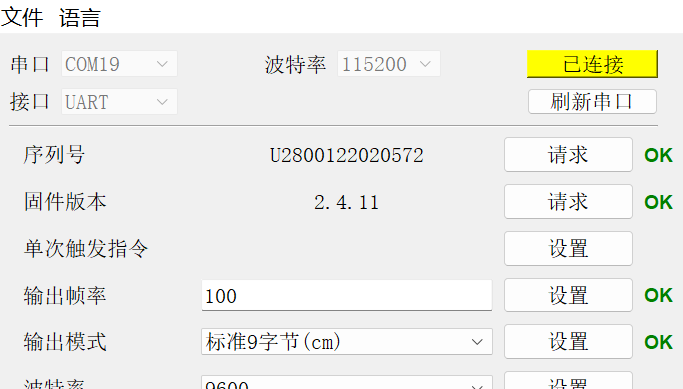 文件 语言
串口 COM19 波特率 115200 已连接
接口 UART 刷新串口
序列号 U2800122020572 请求 OK
固件版本 2.4.11 请求 OK
单次触发指令 设置
输出帧率 100 设置 OK
输出模式 标准9字节(cm) 设置 OK
波特率 9600 设置